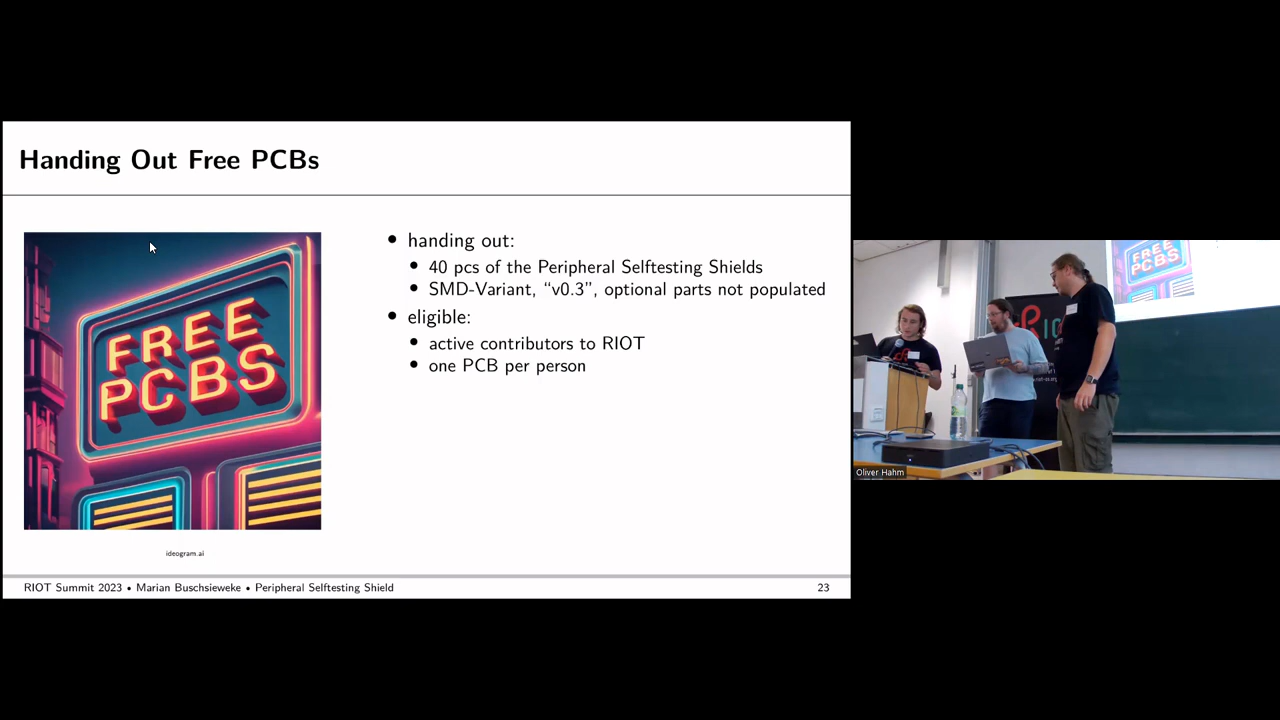 Handing Out Free PCBs
FREE
PCBS
ideogram.ai
• handing out:
• 40 pcs of the Peripheral Selftesting Shields
• SMD-Variant, “v0.3”, optional parts not populated
• eligible:
• active contributors to RIOT
• one PCB per person
RIOT Summit 2023 • Marian Buschsieweke • Peripheral Selftesting Shield
23
FREE
PCBS
Oliver Hahm